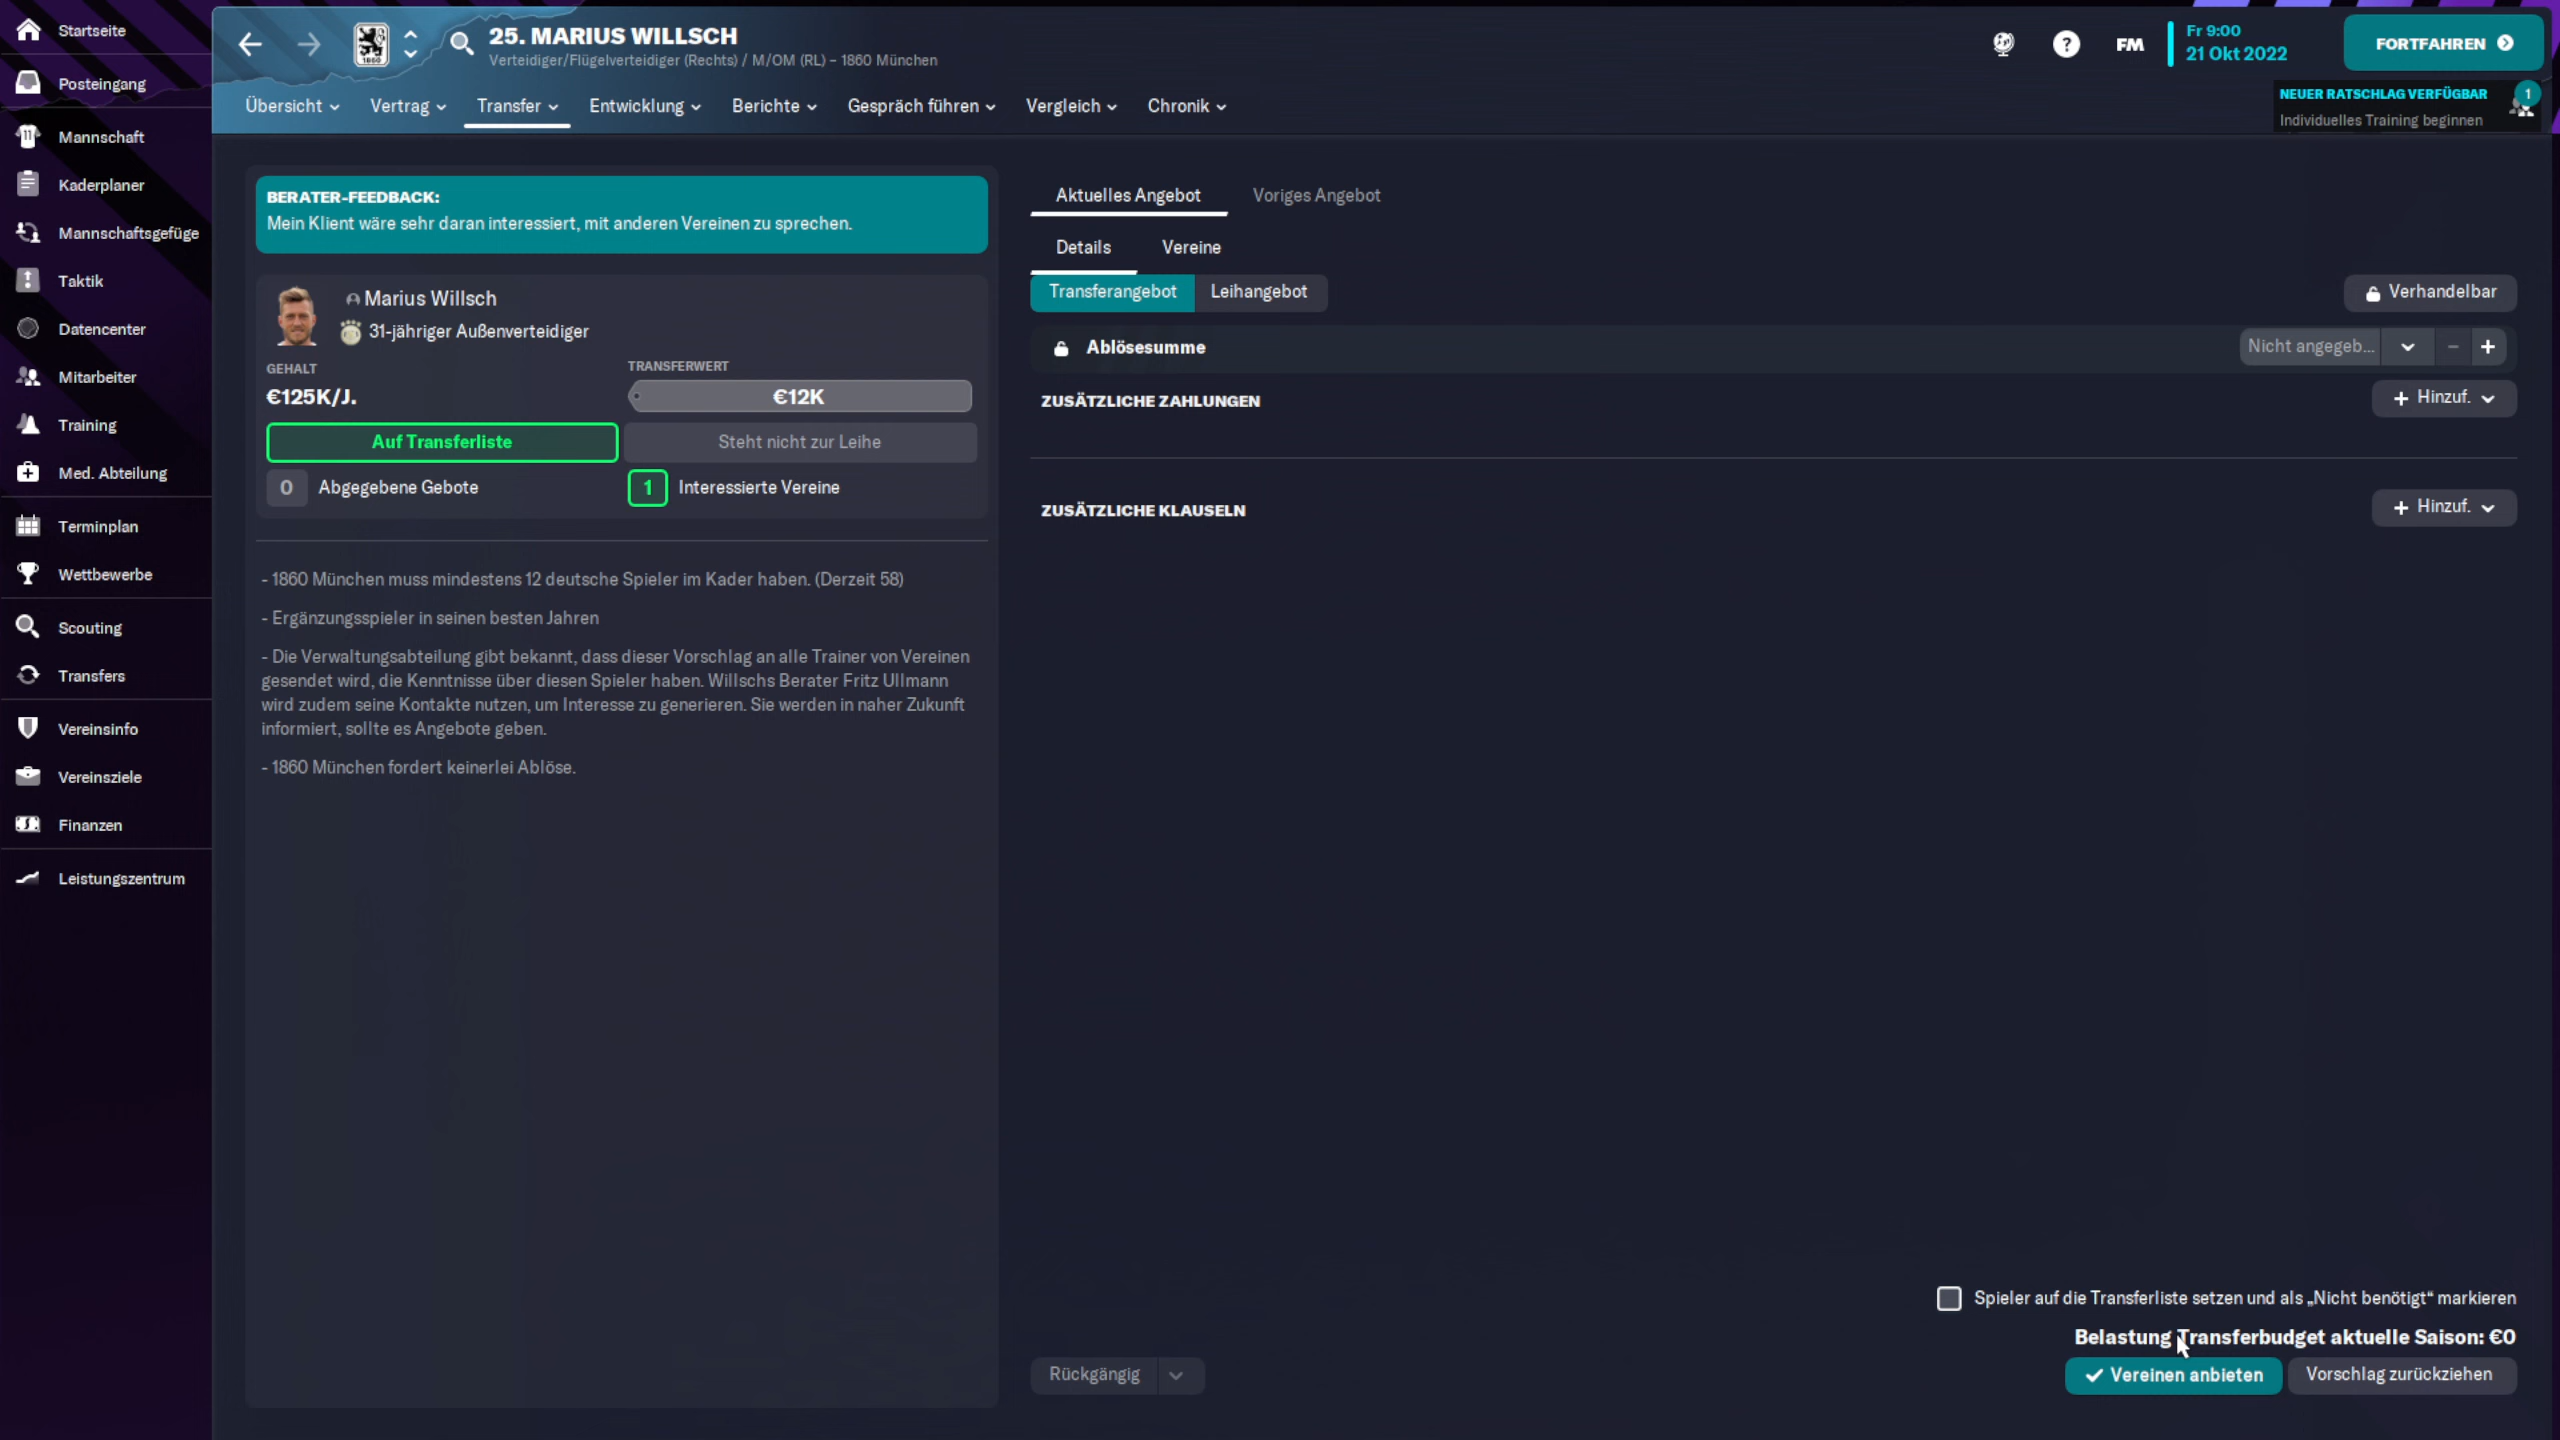 Startseite
Posteingang
Mannschaft
Kaderplaner
Mannschaftsgefüge
Taktik
Datencenter
Mitarbeiter
Training
Med. Abteilung
Terminplan
Wettbewerbe
Scouting
Transfers
Vereinsinfo
Vereinsziele
Finanzen
Leistungszentrum
25. MARIUS WILLSCH
Verteidiger/Flügelverteidiger (Rechts) / M/OM (RL) – 1860 München
? FM
Fr 9:00
21 Okt 2022
FORTFAHREN
Übersicht Vertrag Transfer Entwicklung Berichte Gespräch führen Vergleich Chronik
NEUER RATSCHLAG VERFÜGBAR 1
Individuelles Training beginnen
BERATER-FEEDBACK:
Mein Klient wäre sehr daran interessiert, mit anderen Vereinen zu sprechen.
Marius Willsch
31-jähriger Außenverteidiger
GEHALT TRANSFERWERT
€125K/J. €12K
Auf Transferliste Steht nicht zur Leihe
0 Abgegebene Gebote 1 Interessierte Vereine
- 1860 München muss mindestens 12 deutsche Spieler im Kader haben. (Derzeit 58)
- Ergänzungsspieler in seinen besten Jahren
- Die Verwaltungsabteilung gibt bekannt, dass dieser Vorschlag an alle Trainer von Vereinen
gesendet wird, die Kenntnisse über diesen Spieler haben. Willschs Berater Fritz Ullmann
wird zudem seine Kontakte nutzen, um Interesse zu generieren. Sie werden in naher Zukunft
informiert, sollte es Angebote geben.
- 1860 München fordert keinerlei Ablöse.
Aktuelles Angebot Voriges Angebot
Details Vereine
Transferangebot Leihangebot Verhandelbar
Ablösesumme Nicht angegeb... – +
ZUSÄTZLICHE ZAHLUNGEN + Hinzuf.
ZUSÄTZLICHE KLAUSELN + Hinzuf.
Spieler auf die Transferliste setzen und als „Nicht benötigt“ markieren
Belastung Transferbudget aktuelle Saison: €0
Rückgängig Vereinen anbieten Vorschlag zurückziehen